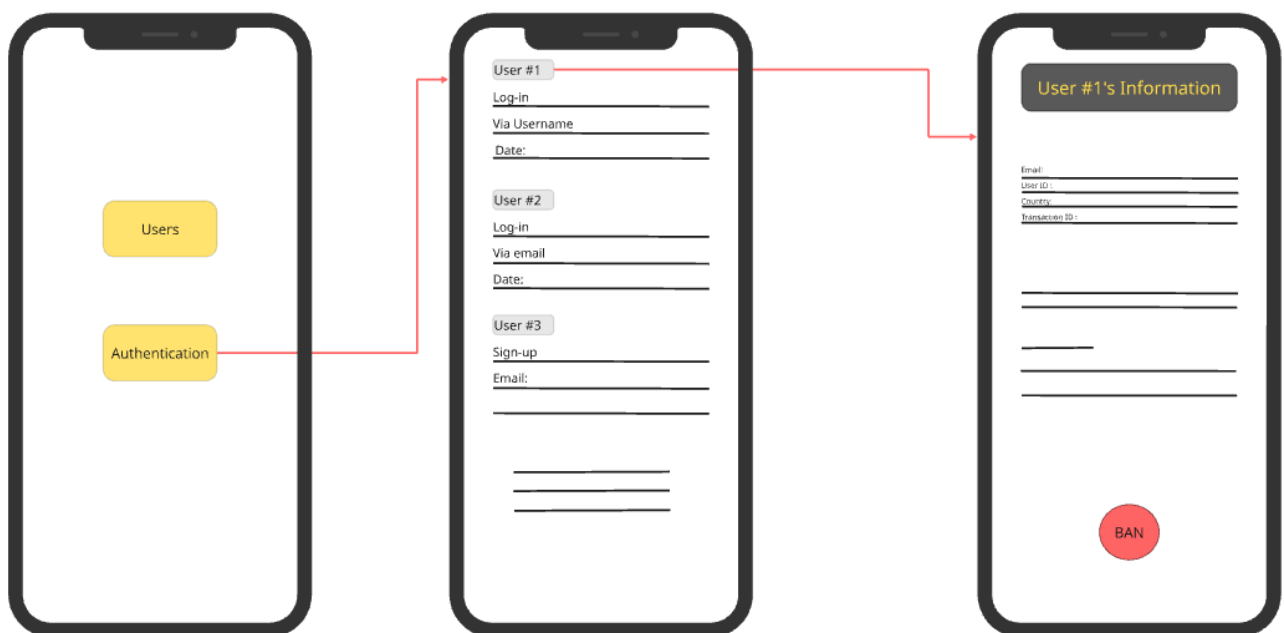 Users
Authentication
User #1
Log-in
Via Username
Date:
User #2
Log-in
Via email
Date:
User #3
Sign-up
Email:
User #1's Information
Email:
User ID :
Country:
Transaction ID :
BAN